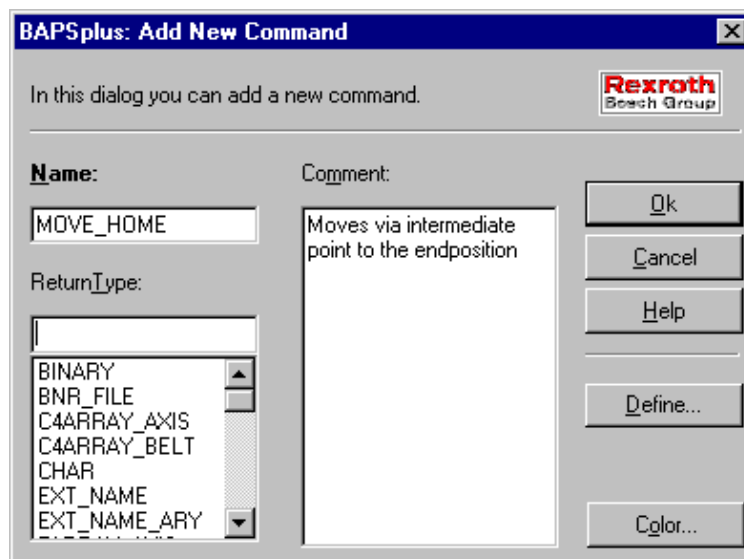 BAPSplus: Add New Command
In this dialog you can add a new command.
Rexroth
Bosch Group
Name:
MOVE_HOME
ReturnType:
BINARY
BNR_FILE
C4ARRAY_AXIS
C4ARRAY_BELT
CHAR
EXT_NAME
EXT_NAME_ARY
Comment:
Moves via intermediate
point to the endposition
Ok
Cancel
Help
Define...
Color...